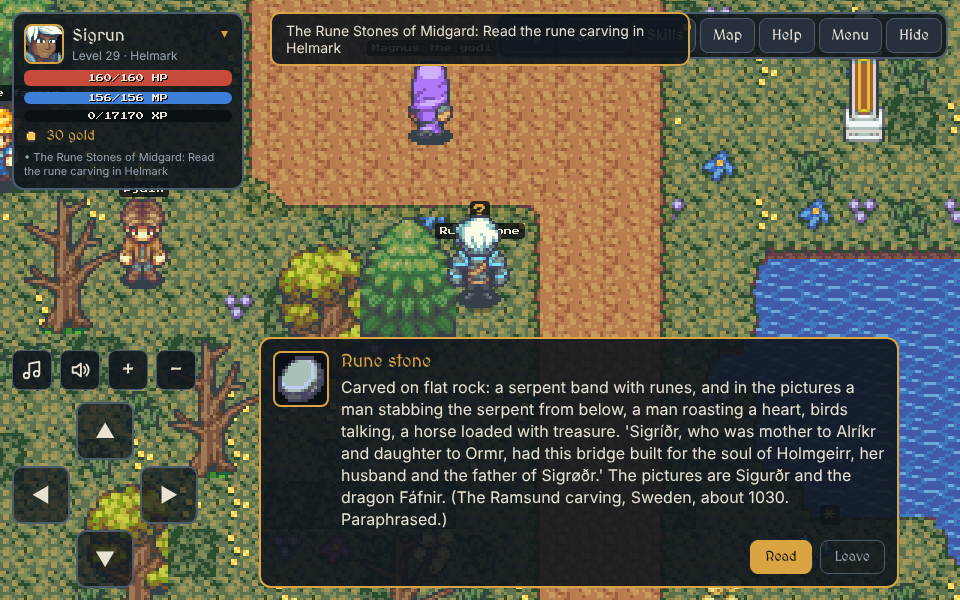 Sigrun
Level 29 · Helmark
160/160 HP
156/156 MP
0/17170 XP
30 gold
• The Rune Stones of Midgard: Read
the rune carving in Helmark
The Rune Stones of Midgard: Read the rune carving in
Helmark
Magnus the godi
Skills
Map
Help
Menu
Hide
?
Rune stone
Carved on flat rock: a serpent band with runes, and in the pictures a
man stabbing the serpent from below, a man roasting a heart, birds
talking, a horse loaded with treasure. 'Sigríðr, who was mother to Alríkr
and daughter to Ormr, had this bridge built for the soul of Holmgeirr, her
husband and the father of Sigrøðr.' The pictures are Sigurðr and the
dragon Fáfnir. (The Ramsund carving, Sweden, about 1030.
Paraphrased.)
Read
Leave